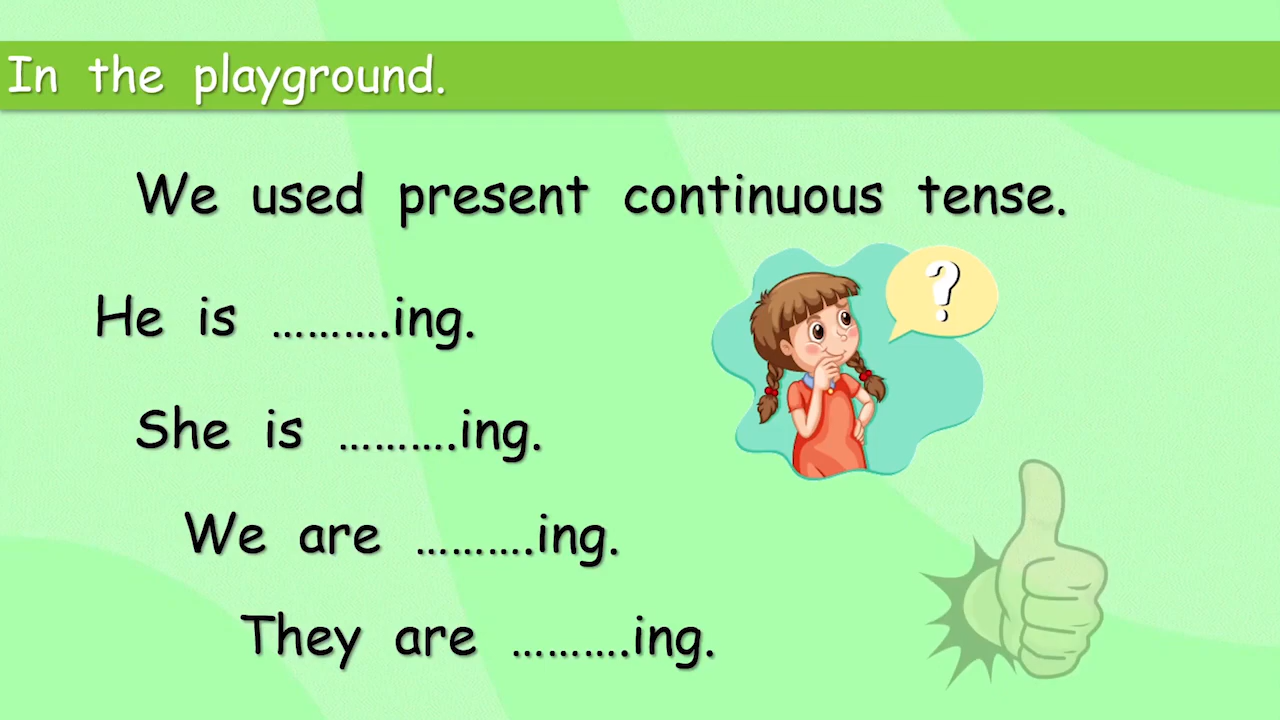 In the playground.
We used present continuous tense.
?
He is ……….ing.
She is ……….ing.
We are ……….ing.
They are ……….ing.